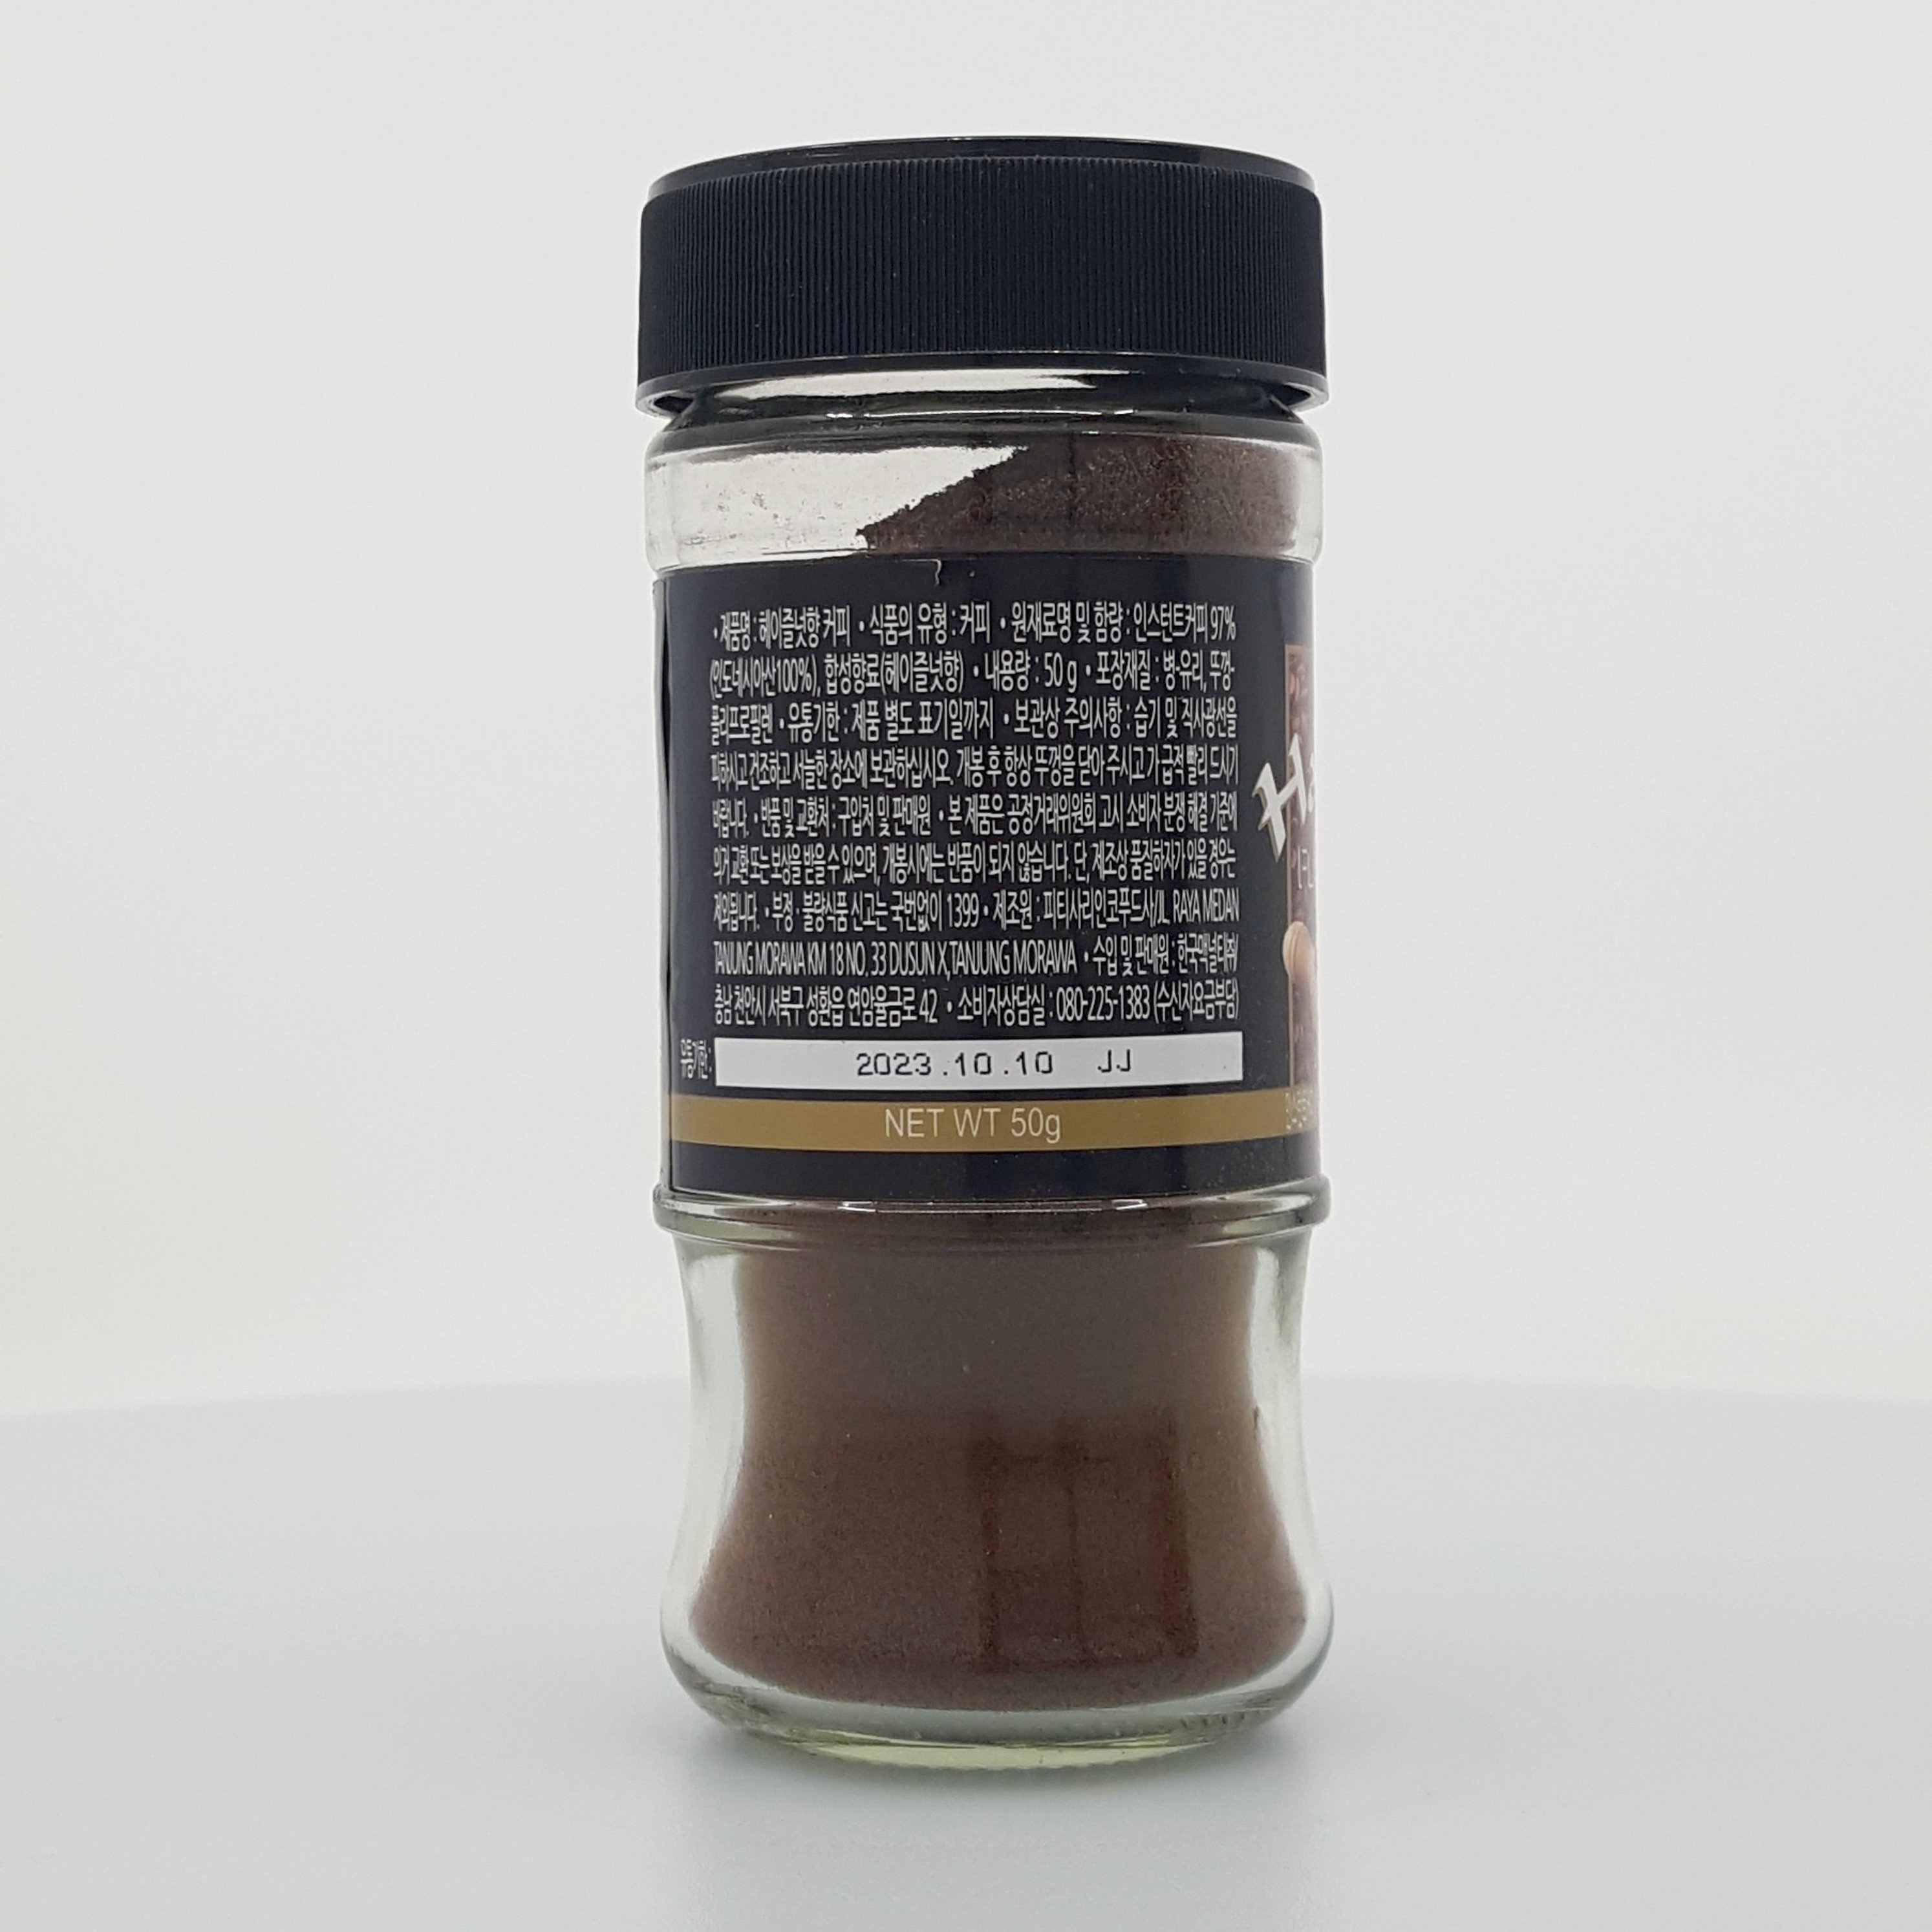 • 제품명 : 헤이즐넛향 커피 • 식품의 유형 : 커피 • 원재료명 및 함량 : 인스턴트커피 97%
(인도네시아산100%), 합성향료(헤이즐넛향) • 내용량 : 50 g • 포장재질 : 병-유리, 뚜껑-
폴리프로필렌 • 유통기한 : 제품 별도 표기일까지 • 보관상 주의사항 : 습기 및 직사광선을
피하시고 건조하고 서늘한 장소에 보관하십시오. 개봉 후 항상 뚜껑을 닫아 주시고 가급적 빨리 드시기
바랍니다. • 반품 및 교환처 : 구입처 및 판매원 • 본 제품은 공정거래위원회 고시 소비자 분쟁 해결 기준에
의거 교환 또는 보상을 받을 수 있으며, 개봉시에는 반품이 되지 않습니다. 단, 제조상 품질하자가 있을 경우는
제외됩니다. • 부정 · 불량식품 신고는 국번없이 1399 • 제조원 : 피티사리인코푸드사/JL. RAYA MEDAN
TANJUNG MORAWA KM 18 NO. 33 DUSUN X, TANJUNG MORAWA • 수입 및 판매원 : 한국맥널티㈜/
충남 천안시 서북구 성환읍 연암율금로 42 • 소비자상담실 : 080-225-1383 (수신자요금부담)
유통기한 : 2023.10.10 JJ
NET WT 50g